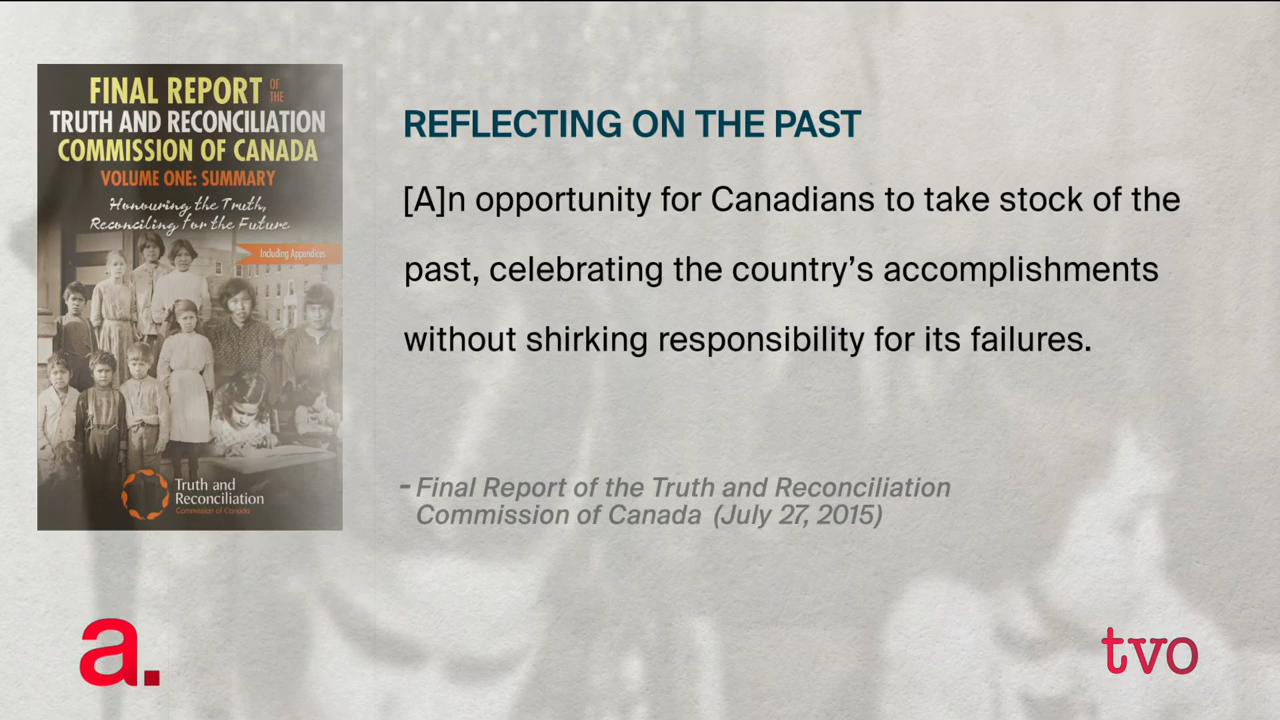 FINAL REPORT OF THE
TRUTH AND RECONCILIATION
COMMISSION OF CANADA
VOLUME ONE: SUMMARY
Honouring the Truth,
Reconciling for the Future
Including Appendices
Truth and
Reconciliation
Commission of Canada
REFLECTING ON THE PAST
[A]n opportunity for Canadians to take stock of the
past, celebrating the country’s accomplishments
without shirking responsibility for its failures.
- Final Report of the Truth and Reconciliation
Commission of Canada (July 27, 2015)
a.
tvo